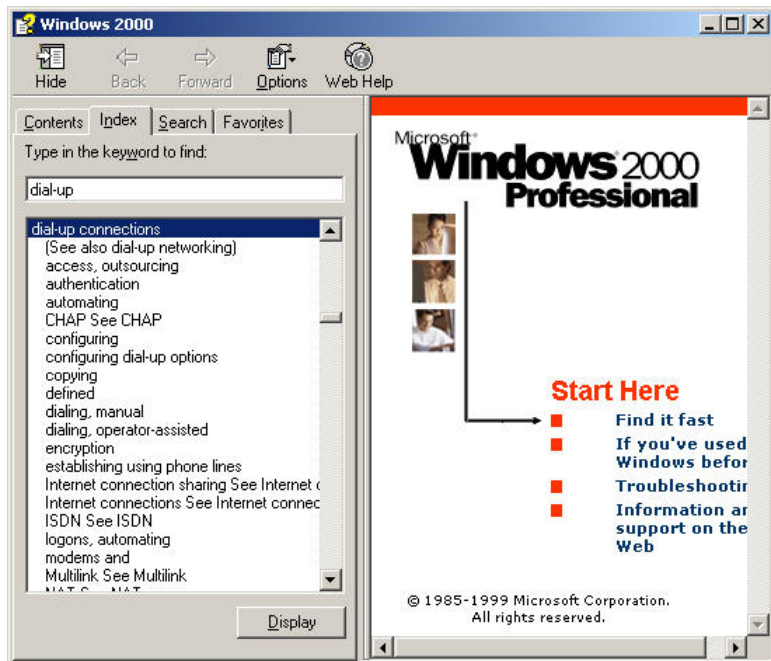 Windows 2000
Hide Back Forward Options Web Help
Contents Index Search Favorites
Type in the keyword to find:
dial-up
dial-up connections
(See also dial-up networking)
access, outsourcing
authentication
automating
CHAP See CHAP
configuring
configuring dial-up options
copying
defined
dialing, manual
dialing, operator-assisted
encryption
establishing using phone lines
Internet connection sharing See Internet c
Internet connections See Internet connec
ISDN See ISDN
logons, automating
modems and
Multilink See Multilink
NAT See NAT
Display
Microsoft
Windows 2000
Professional
Start Here
Find it fast
If you've used
Windows befor
Troubleshootin
Information an
support on the
Web
© 1985-1999 Microsoft Corporation.
All rights reserved.